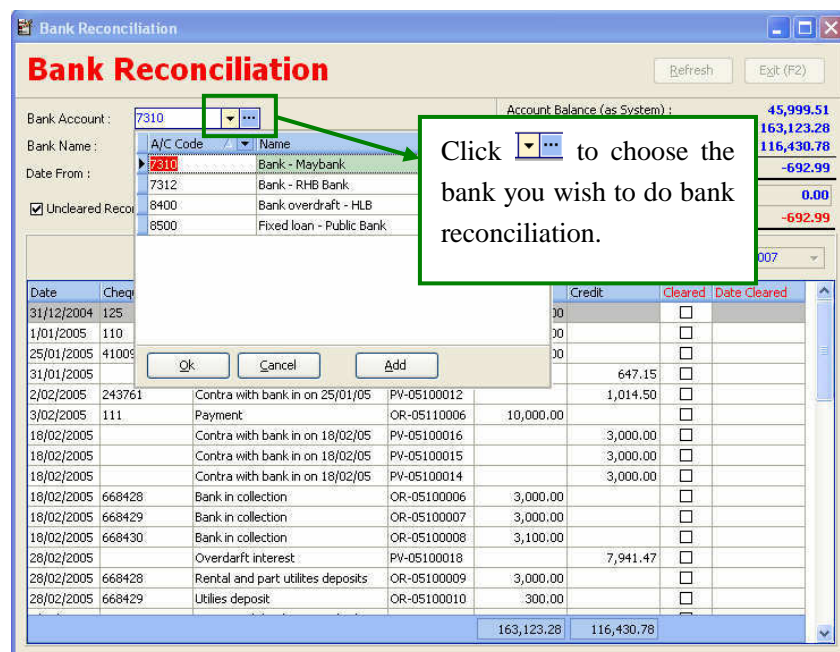 Bank Reconciliation
Bank Reconciliation
Refresh
Exit (F2)
Bank Account :
7310
Account Balance (as System) :
45,999.51
163,123.28
116,430.78
-692.99
0.00
-692.99
Bank Name :
Date From :
Uncleared
A/C Code
Name
7310 Bank - Maybank
7312 Bank - RHB Bank
8400 Bank overdraft - HLB
8500 Fixed loan - Public Bank
Ok
Cancel
Add
Click to choose the
bank you wish to do bank
reconciliation.
007
Date Credit Cleared Date Cleared
31/12/2004 125
1/01/2005 110
25/01/2005 41009
31/01/2005 647.15
2/02/2005 243761 Contra with bank in on 25/01/05 PV-05100012 1,014.50
3/02/2005 111 Payment OR-05110006 10,000.00
18/02/2005 Contra with bank in on 18/02/05 PV-05100016 3,000.00
18/02/2005 Contra with bank in on 18/02/05 PV-05100015 3,000.00
18/02/2005 Contra with bank in on 18/02/05 PV-05100014 3,000.00
18/02/2005 668428 Bank in collection OR-05100006 3,000.00
18/02/2005 668429 Bank in collection OR-05100007 3,000.00
18/02/2005 668430 Bank in collection OR-05100008 3,100.00
28/02/2005 Overdarft interest PV-05100018 7,941.47
28/02/2005 668428 Rental and part utilites deposits OR-05100009 3,000.00
28/02/2005 668429 Utilies deposit OR-05100010 300.00
163,123.28 116,430.78